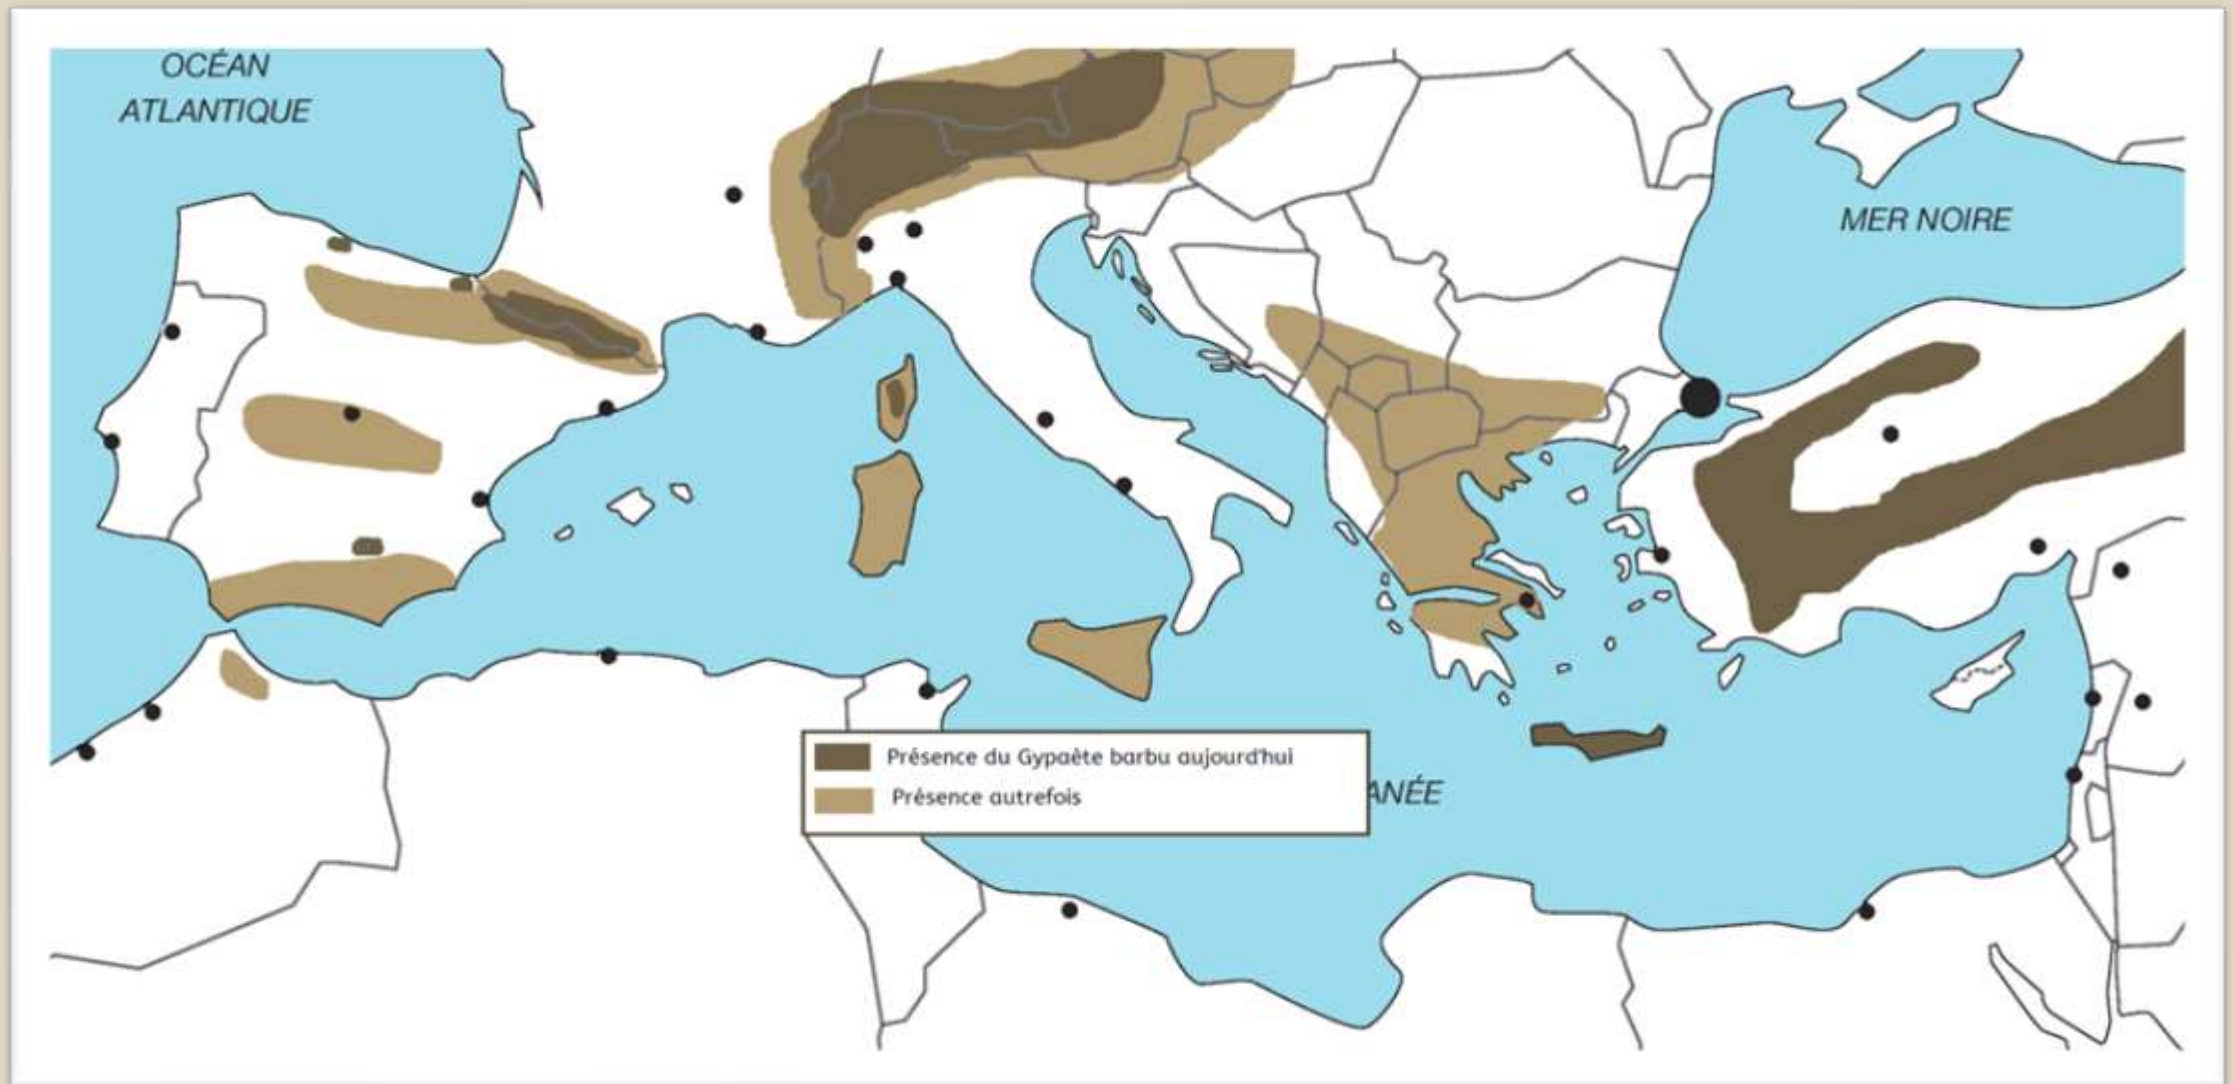 OCÉAN
ATLANTIQUE
MER NOIRE
Présence du Gypaète barbu aujourd'hui
Présence autrefois
ANÉE